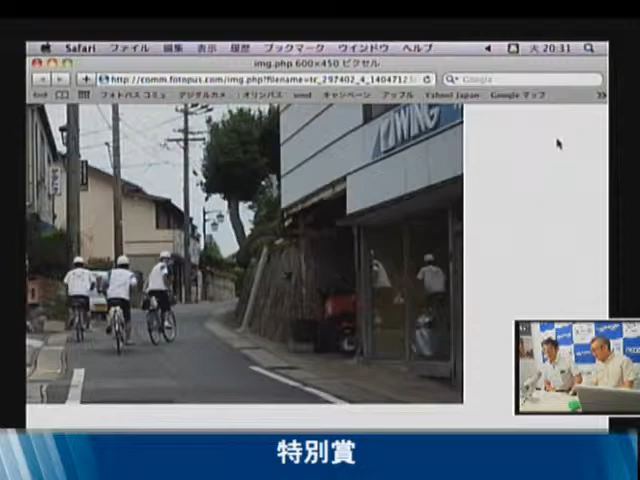 Safari ファイル 編集 表示 履歴 ブックマーク ウインドウ ヘルプ 火 20:31
img.php 600×450 ピクセル
http://comm.fotopus.com/img.php?filename=tc_297402_4_1404712
Google
フォトパス コミュ デジタルカメ オリンパス used キャンペーン アップル Yahoo! Japan Google マップ
WING
特別賞